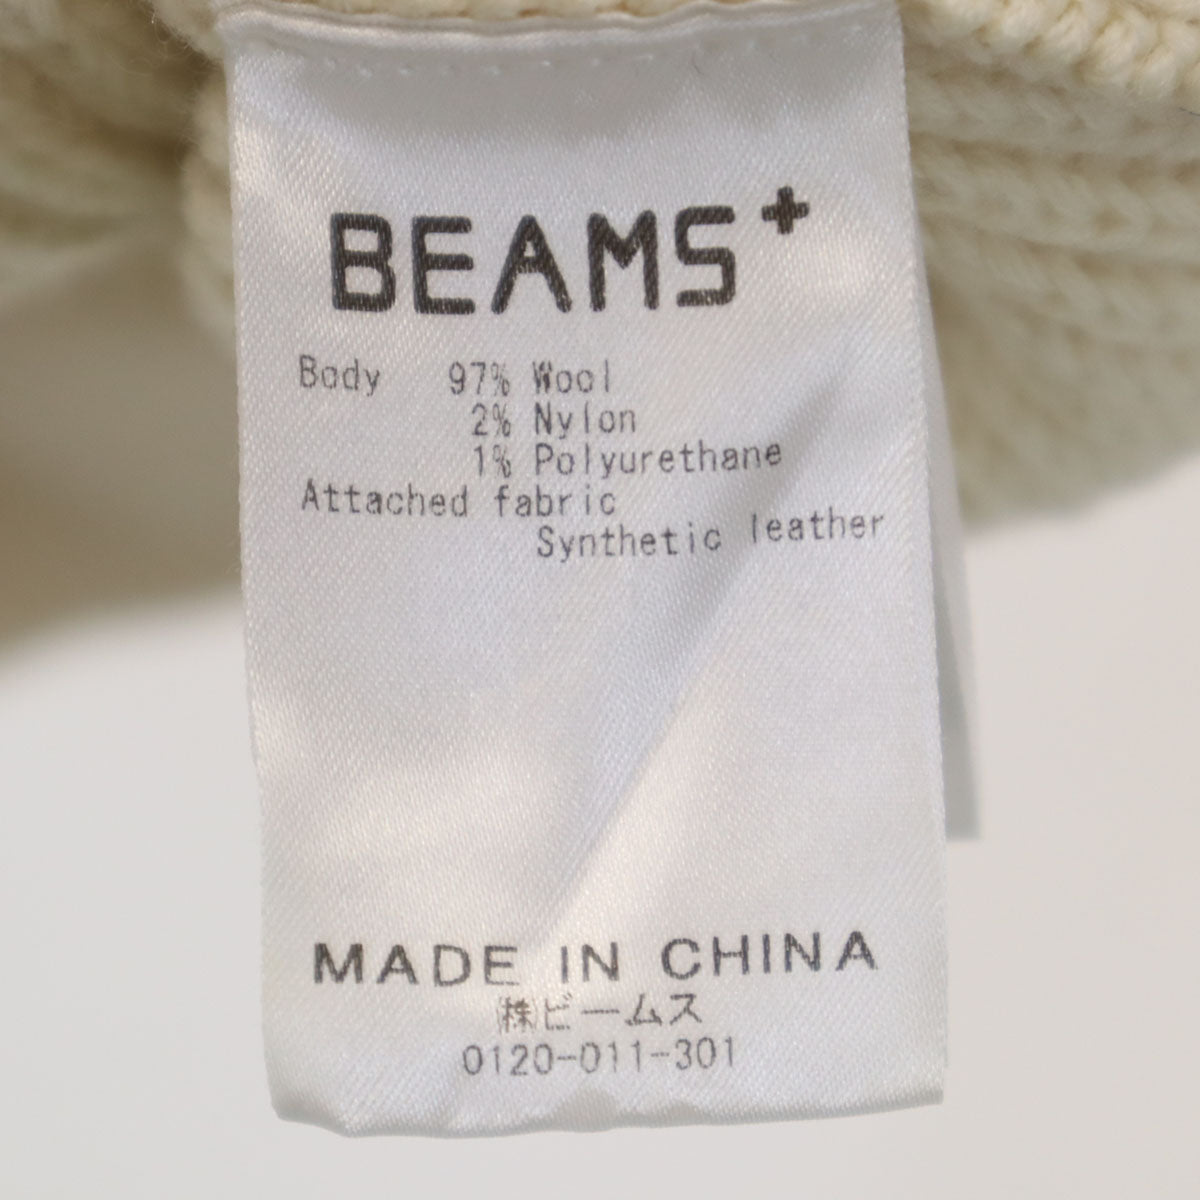 BEAMS+
Body 97% Wool
2% Nylon
1% Polyurethane
Attached fabric
Synthetic leather
MADE IN CHINA
㈱ビームス
0120-011-301